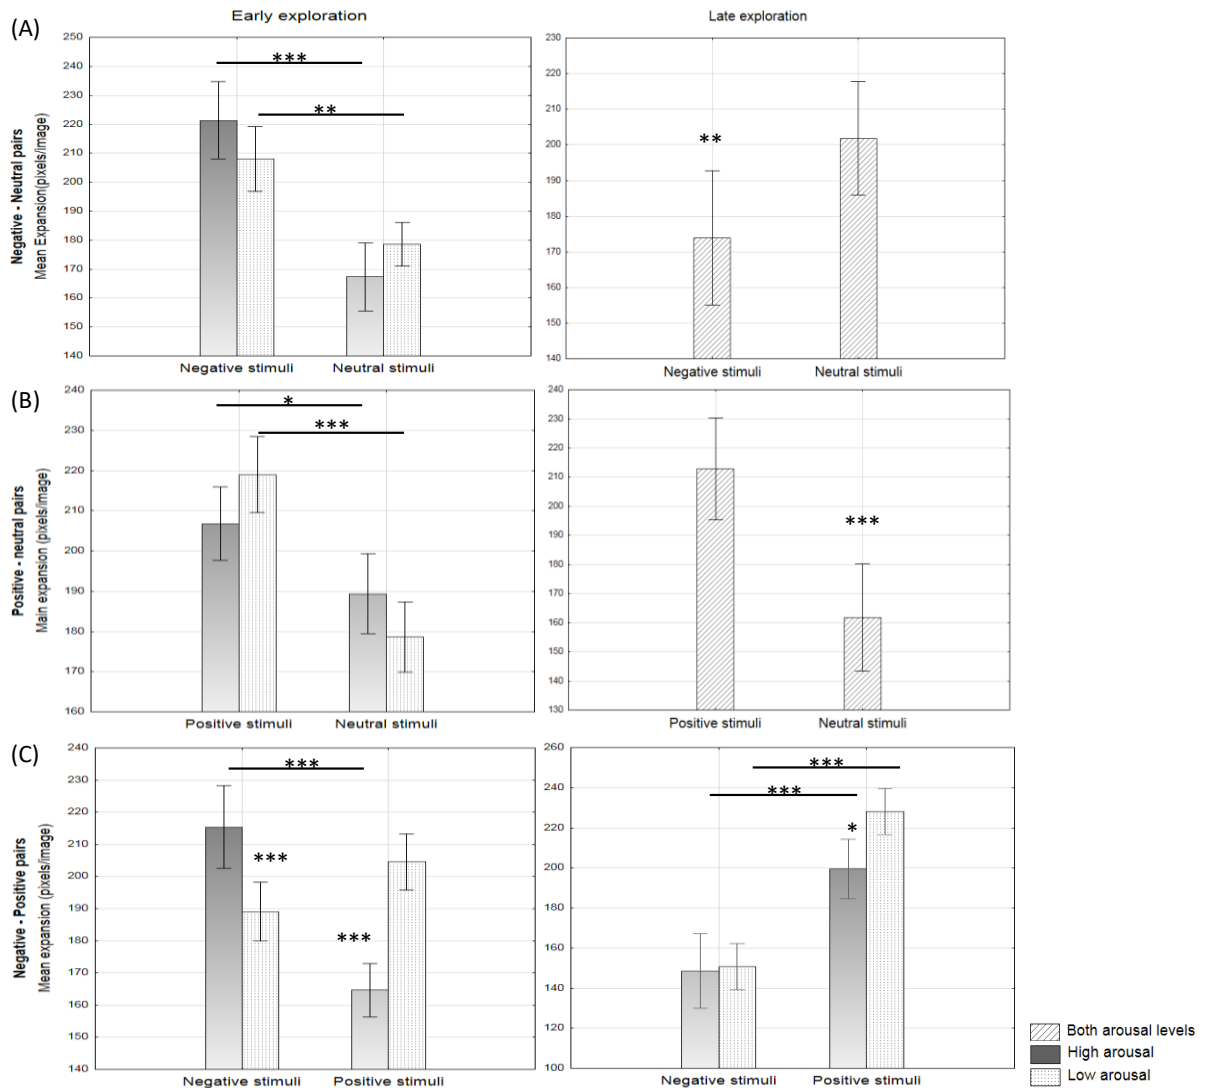 Early exploration
Late exploration
(A)
Negative - Neutral pairs
Mean Expansion(pixels/image)
250
240
230
220
210
200
190
180
170
160
150
140
***
**
Negative stimuli
Neutral stimuli
230
220
210
200
190
180
170
160
150
140
**
Negative stimuli
Neutral stimuli
(B)
Positive - neutral pairs
Main expansion (pixels/image)
240
230
220
210
200
190
180
170
160
*
***
Positive stimuli
Neutral stimuli
240
230
220
210
200
190
180
170
160
150
140
130
***
Positive stimuli
Neutral stimuli
(C)
Negative - Positive pairs
Mean expansion (pixels/image)
240
230
220
210
200
190
180
170
160
150
140
***
***
***
Negative stimuli
Positive stimuli
260
240
220
200
180
160
140
120
100
***
***
*
Negative stimuli
Positive stimuli
Both arousal levels
High arousal
Low arousal